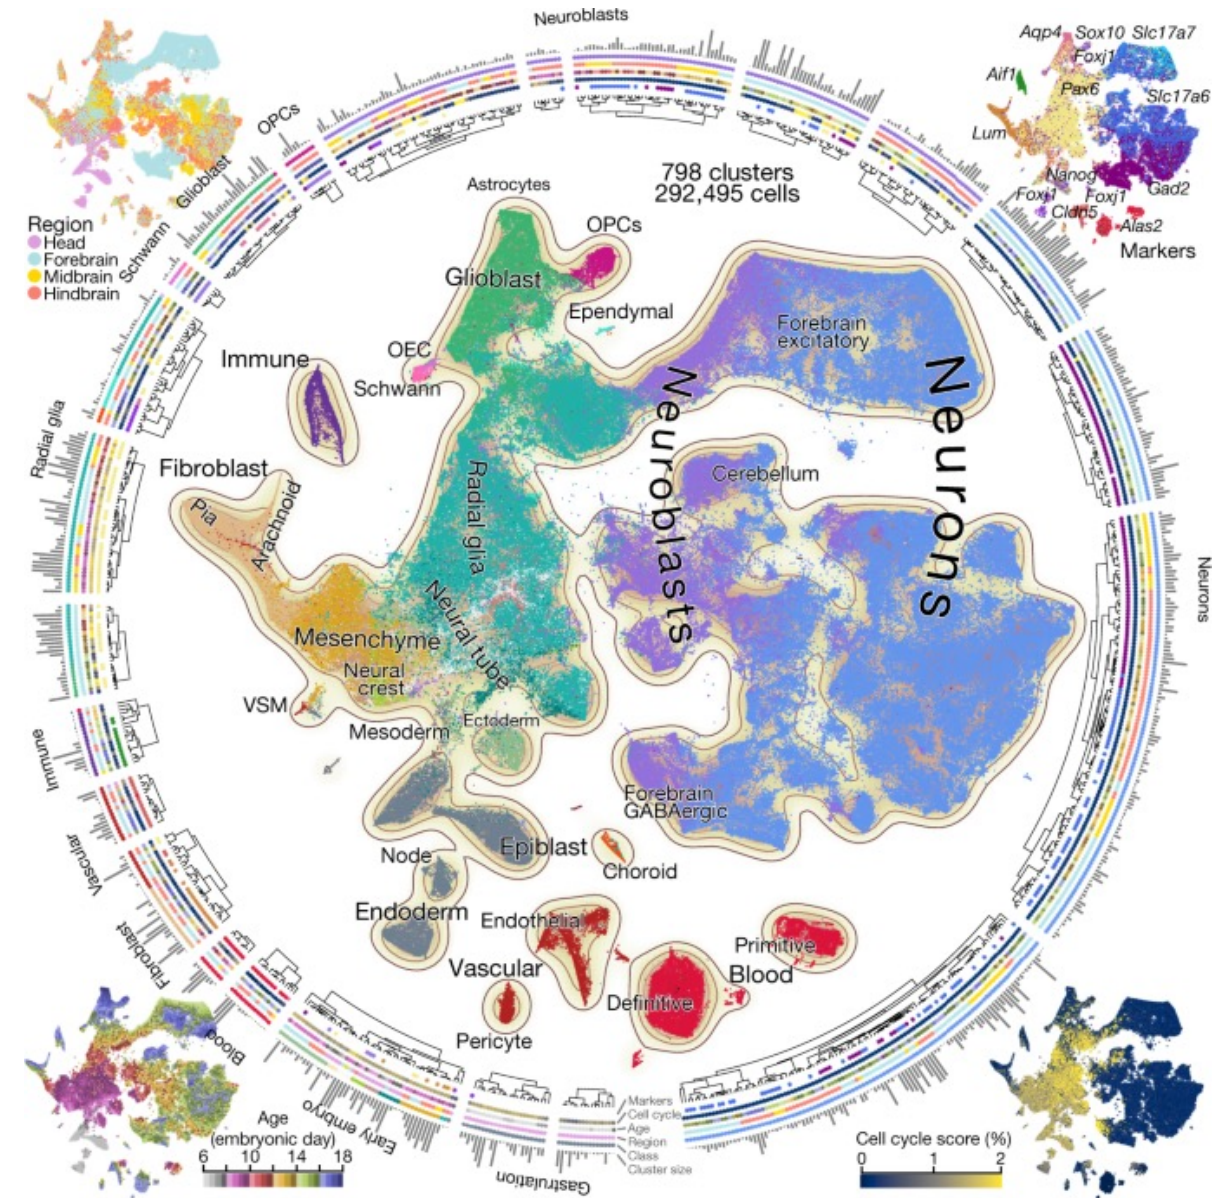 Neuroblasts
OPCs
Glioblast
Schwann
Radial glia
Immune
Vascular
Fibroblast
Blood
Early embryo
Gastrulation
Neurons
Region
Head
Forebrain
Midbrain
Hindbrain
Aqp4 Sox10 Slc17a7
Foxj1
Aif1
Pax6
Slc17a6
Lum
Nanog
Foxj1
Foxj1
Gad2
Cldn5
Alas2
Markers
798 clusters
292,495 cells
Astrocytes
OPCs
Glioblast
Ependymal
Forebrain
excitatory
OEC
Immune
Schwann
Neuroblasts
Neurons
Fibroblast
Cerebellum
Pia
Arachnoid
Radial glia
Neural tube
Mesenchyme
Neural
crest
VSM
Mesoderm
Ectoderm
Forebrain
GABAergic
Epiblast
Node
Choroid
Endoderm
Endothelial
Primitive
Vascular
Blood
Definitive
Pericyte
Markers
Cell cycle
Age
Region
Class
Cluster size
Age
(embryonic day)
6 10 14 18
Cell cycle score (%)
0 1 2